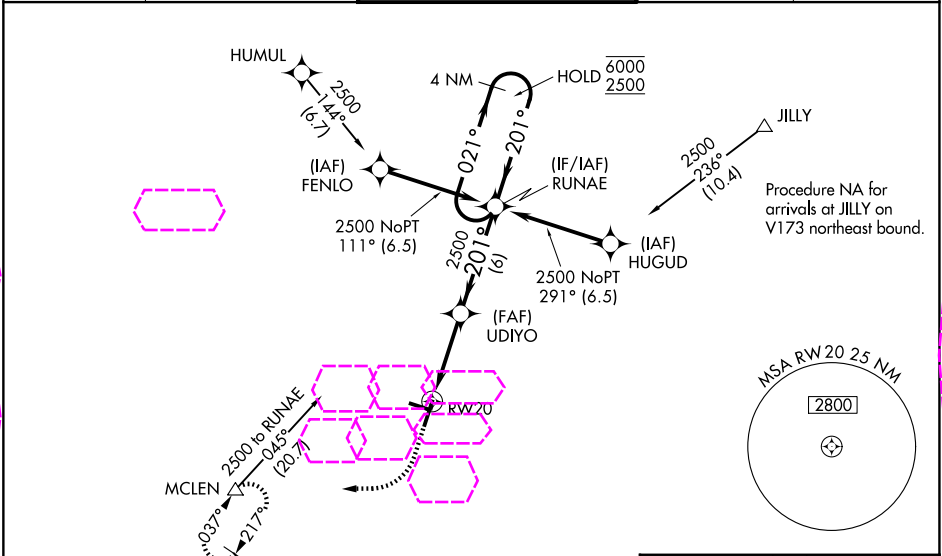 HUMUL
2500
144°
(6.7)
4 NM
HOLD
6000
2500
021°
201°
JILLY
2500
236°
(10.4)
(IAF)
FENLO
(IF/IAF)
RUNAE
Procedure NA for
arrivals at JILLY on
V173 northeast bound.
2500 NoPT
111° (6.5)
2500
201°
(6)
(IAF)
HUGUD
2500 NoPT
291° (6.5)
(FAF)
UDIYO
MSA RW20 25 NM
2800
RW20
2500 to RUNAE
045°
(20.7)
MCLEN
037°
217°